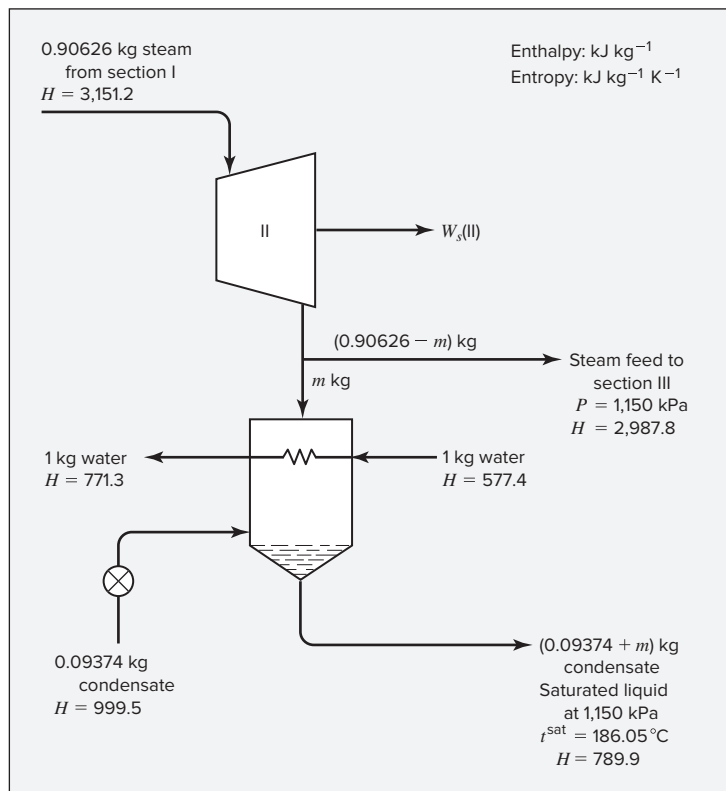 0.90626 kg steam
from section I
H = 3,151.2
Enthalpy: kJ kg⁻¹
Entropy: kJ kg⁻¹ K⁻¹
II
Wₛ(II)
(0.90626 − m) kg
m kg
Steam feed to
section III
P = 1,150 kPa
H = 2,987.8
1 kg water
H = 771.3
1 kg water
H = 577.4
0.09374 kg
condensate
H = 999.5
(0.09374 + m) kg
condensate
Saturated liquid
at 1,150 kPa
t^sat = 186.05°C
H = 789.9